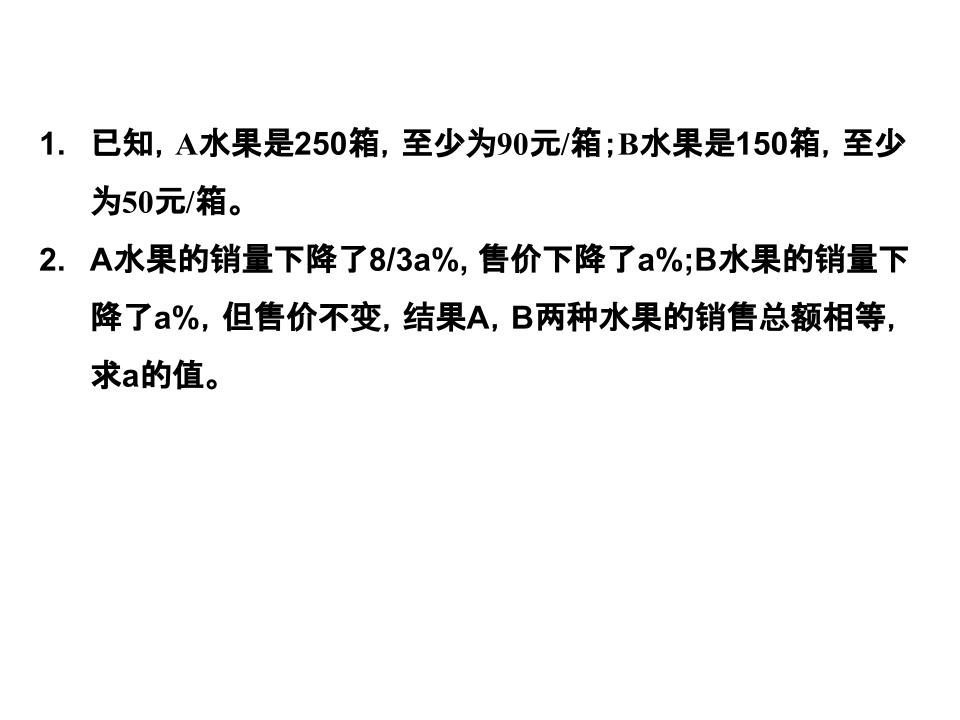 1. 已知，A水果是250箱，至少为90元/箱；B水果是150箱，至少
为50元/箱。
2. A水果的销量下降了8/3a%, 售价下降了a%;B水果的销量下
降了a%，但售价不变，结果A，B两种水果的销售总额相等，
求a的值。